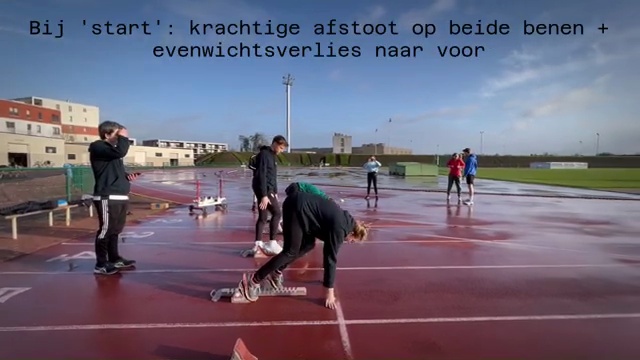 Bij 'start': krachtige afstoot op beide benen +
evenwichtsverlies naar voor